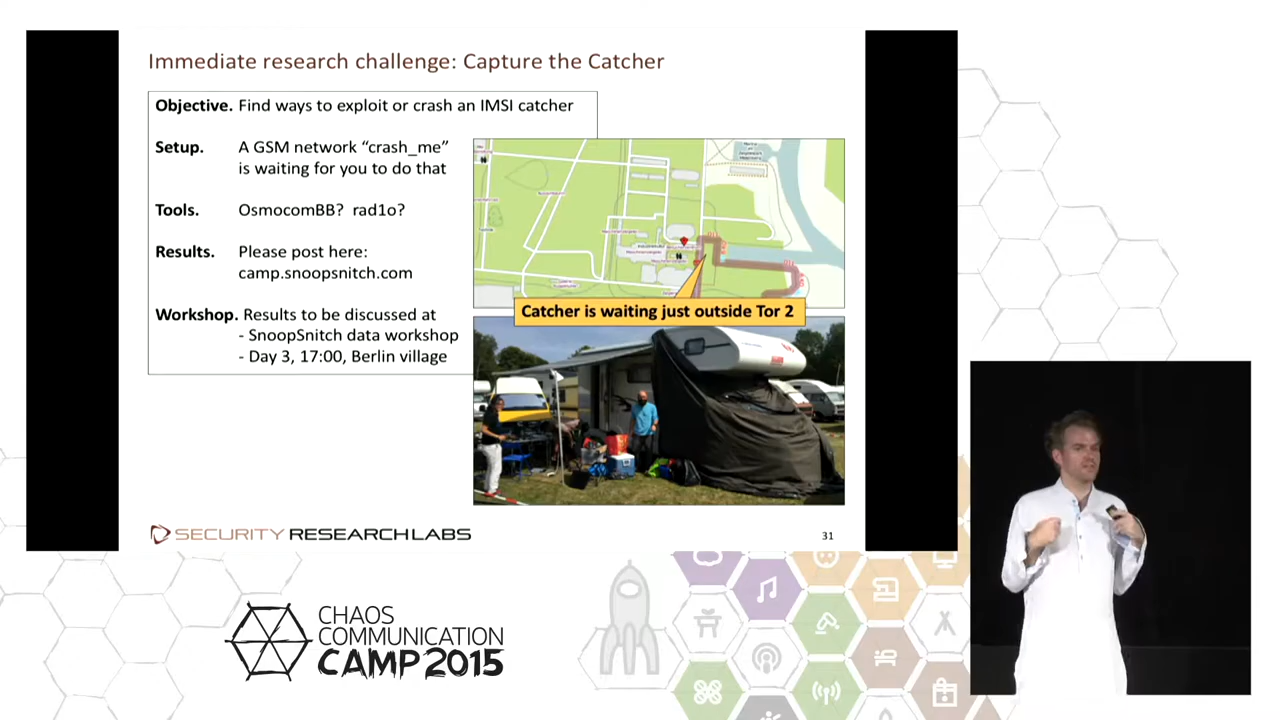 Immediate research challenge: Capture the Catcher
Objective. Find ways to exploit or crash an IMSI catcher
Setup. A GSM network “crash_me”
is waiting for you to do that
Tools. OsmocomBB? rad1o?
Results. Please post here:
camp.snoopsnitch.com
Workshop. Results to be discussed at
- SnoopSnitch data workshop
- Day 3, 17:00, Berlin village
Catcher is waiting just outside Tor 2
SECURITY RESEARCH LABS
31
CHAOS
COMMUNICATION
CAMP 2015